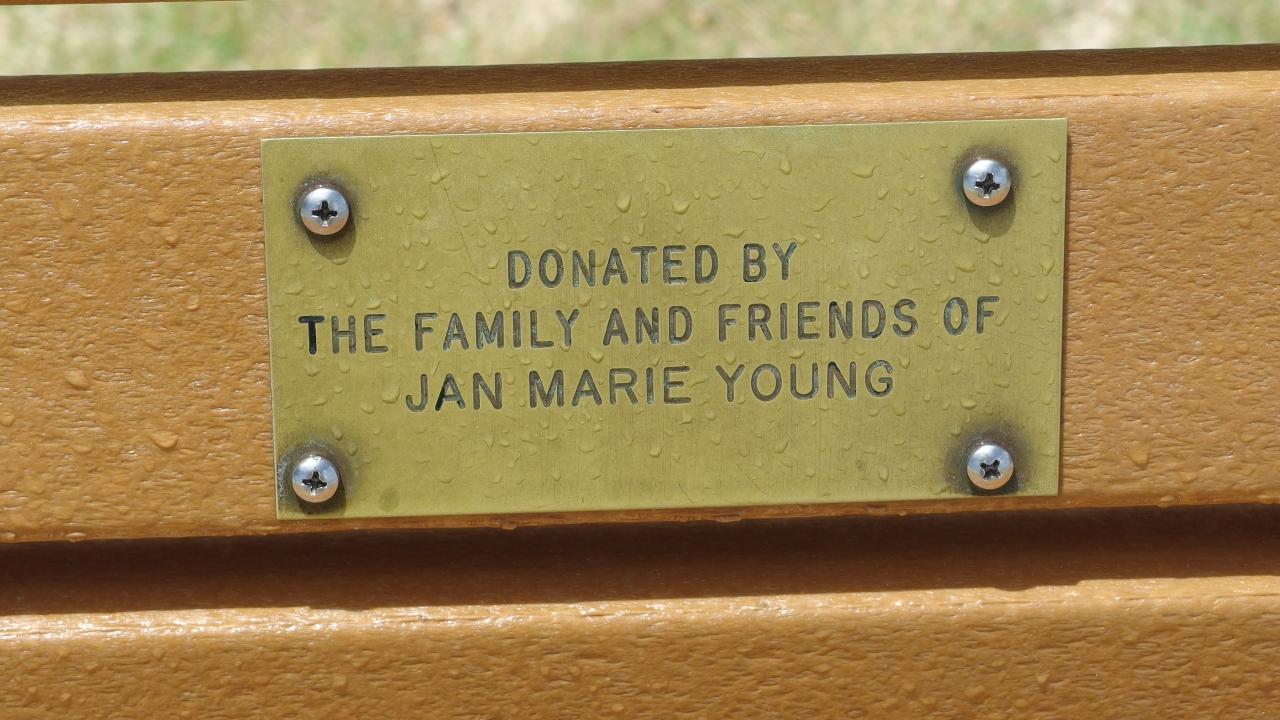 DONATED BY
THE FAMILY AND FRIENDS OF
JAN MARIE YOUNG